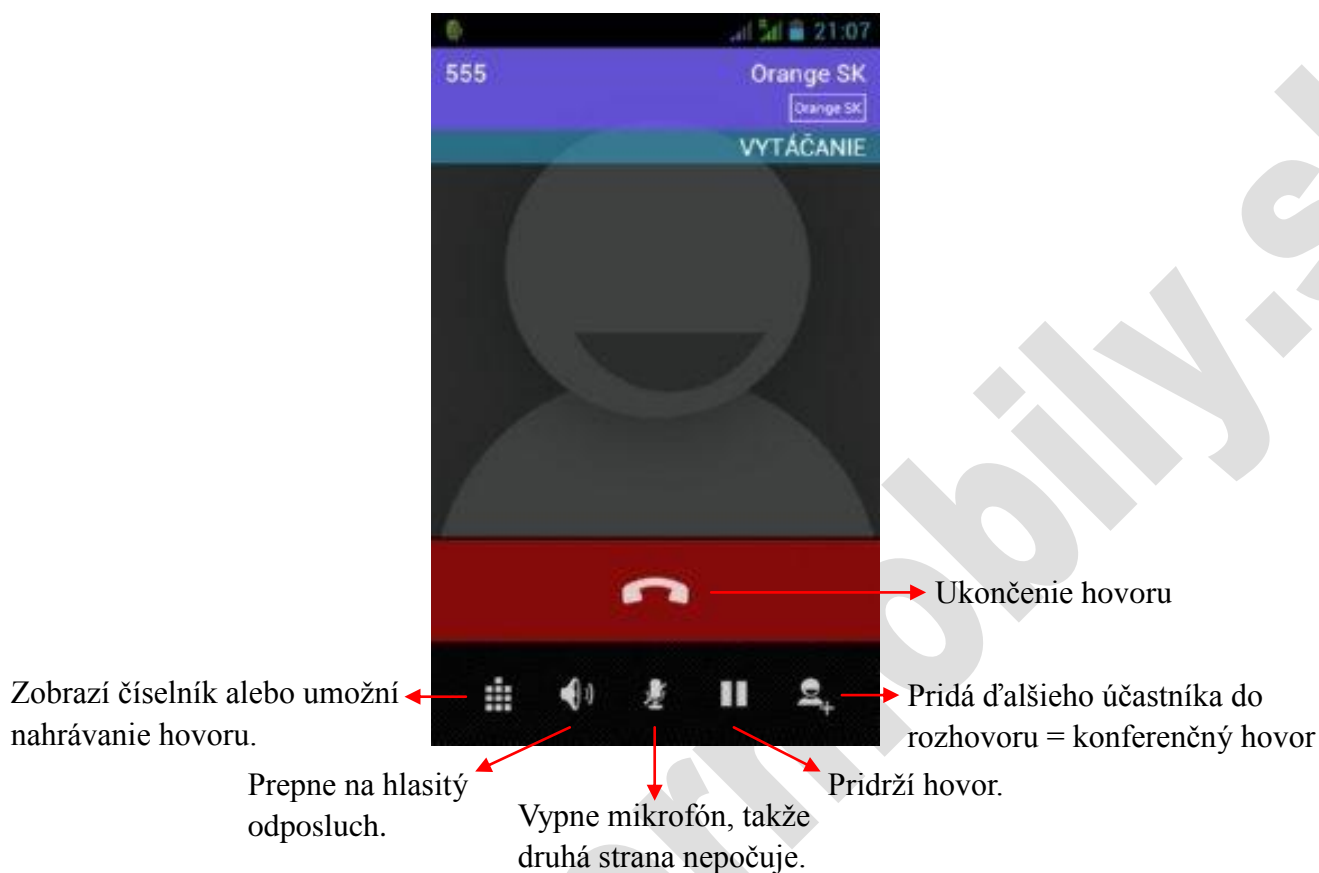 21:07
555 Orange SK
Orange SK
VYTÁČANIE
Ukončenie hovoru
Zobrazí číselník alebo umožní
nahrávanie hovoru.
Pridá ďalšieho účastníka do
rozhovoru = konferenčný hovor
Prepne na hlasitý
odposluch.
Vypne mikrofón, takže
druhá strana nepočuje.
Pridrží hovor.